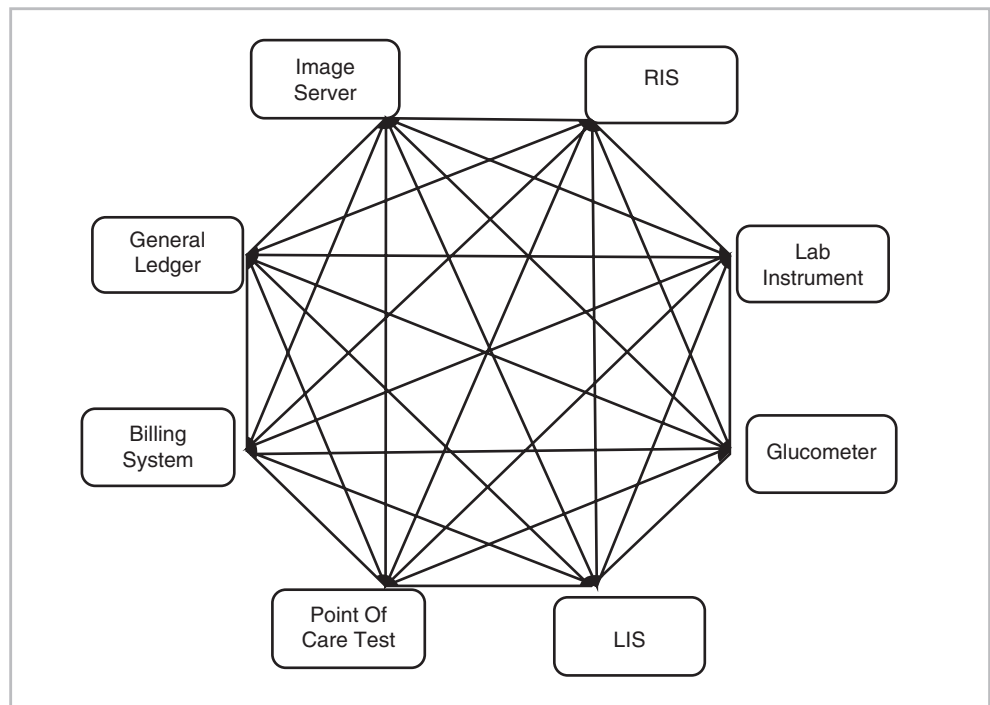 Image
Server
RIS
General
Ledger
Lab
Instrument
Billing
System
Glucometer
Point Of
Care Test
LIS